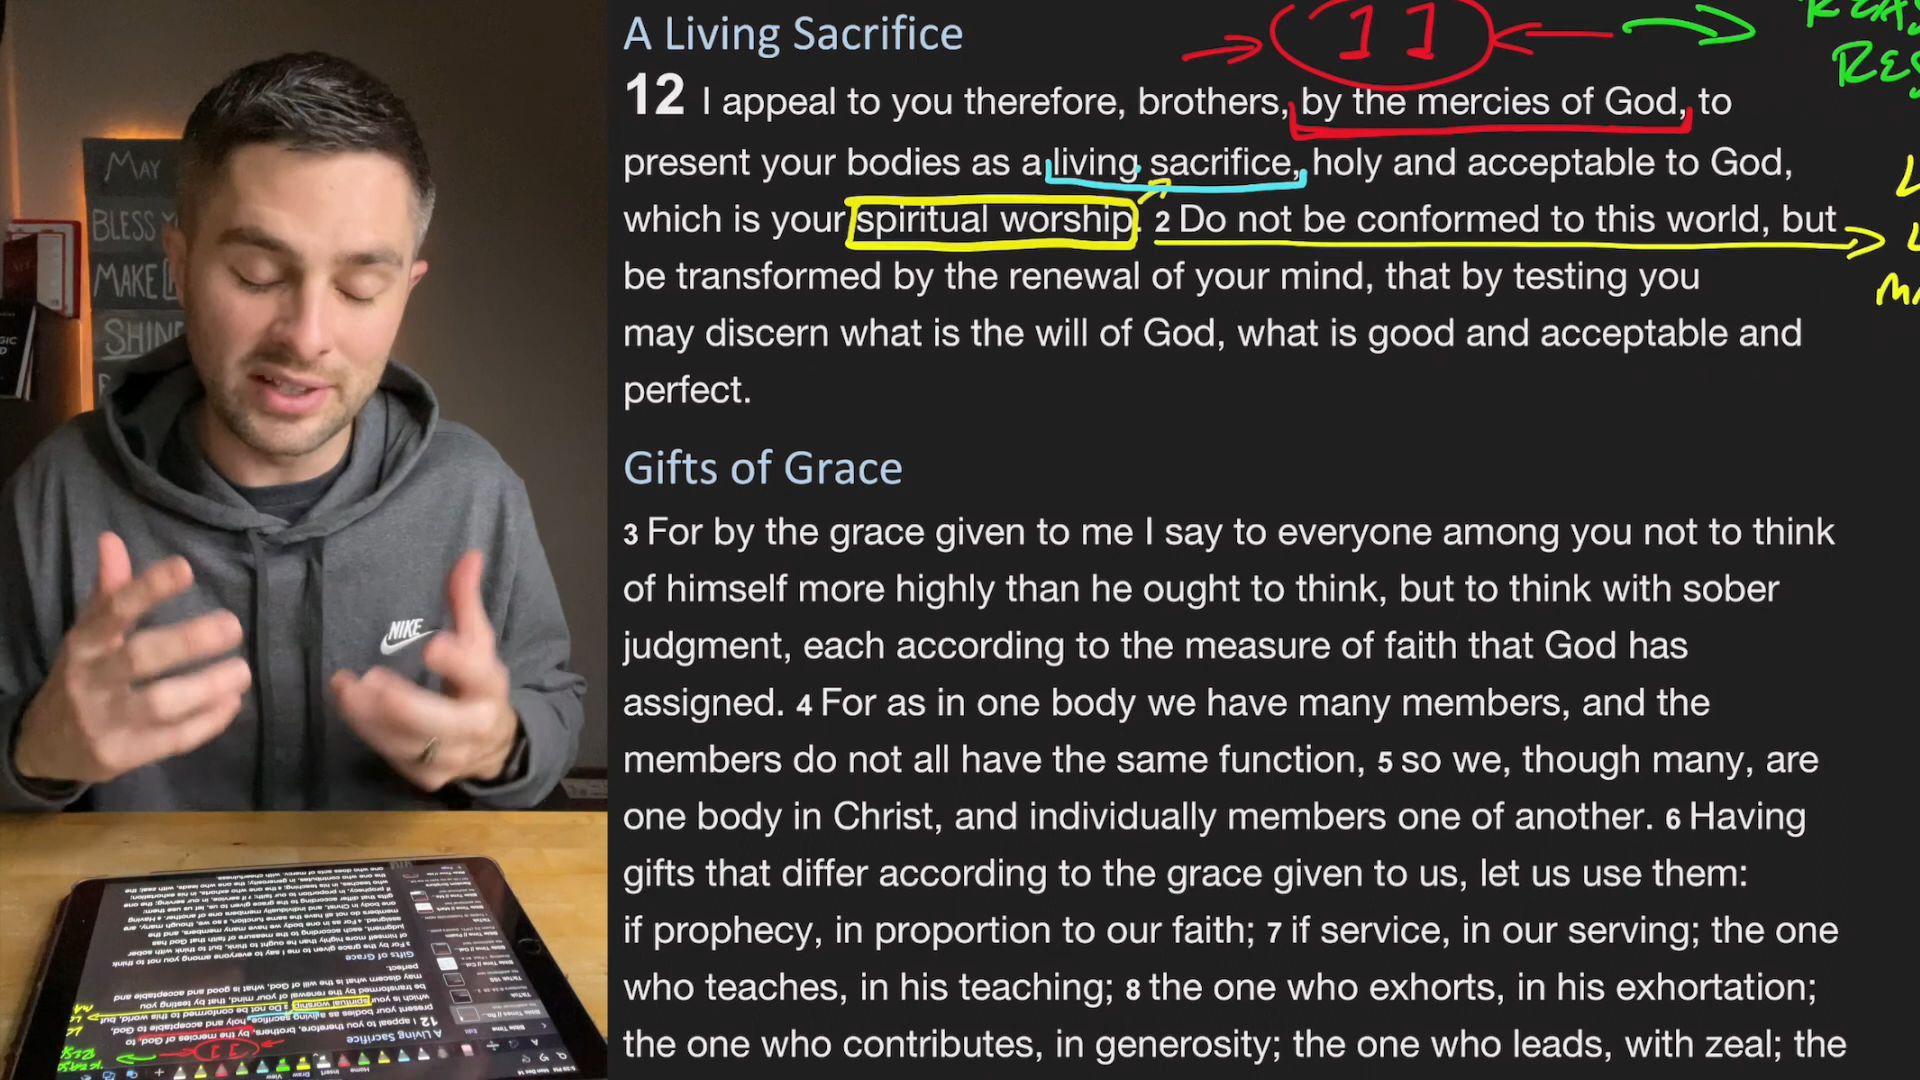 A Living Sacrifice
11
12 I appeal to you therefore, brothers, by the mercies of God, to
present your bodies as a living sacrifice, holy and acceptable to God,
which is your spiritual worship. 2 Do not be conformed to this world, but
be transformed by the renewal of your mind, that by testing you
may discern what is the will of God, what is good and acceptable and
perfect.
Gifts of Grace
3 For by the grace given to me I say to everyone among you not to think
of himself more highly than he ought to think, but to think with sober
judgment, each according to the measure of faith that God has
assigned. 4 For as in one body we have many members, and the
members do not all have the same function, 5 so we, though many, are
one body in Christ, and individually members one of another. 6 Having
gifts that differ according to the grace given to us, let us use them:
if prophecy, in proportion to our faith; 7 if service, in our serving; the one
who teaches, in his teaching; 8 the one who exhorts, in his exhortation;
the one who contributes, in generosity; the one who leads, with zeal; the
MAY
BLESS
MAKE
SHINE
NIKE